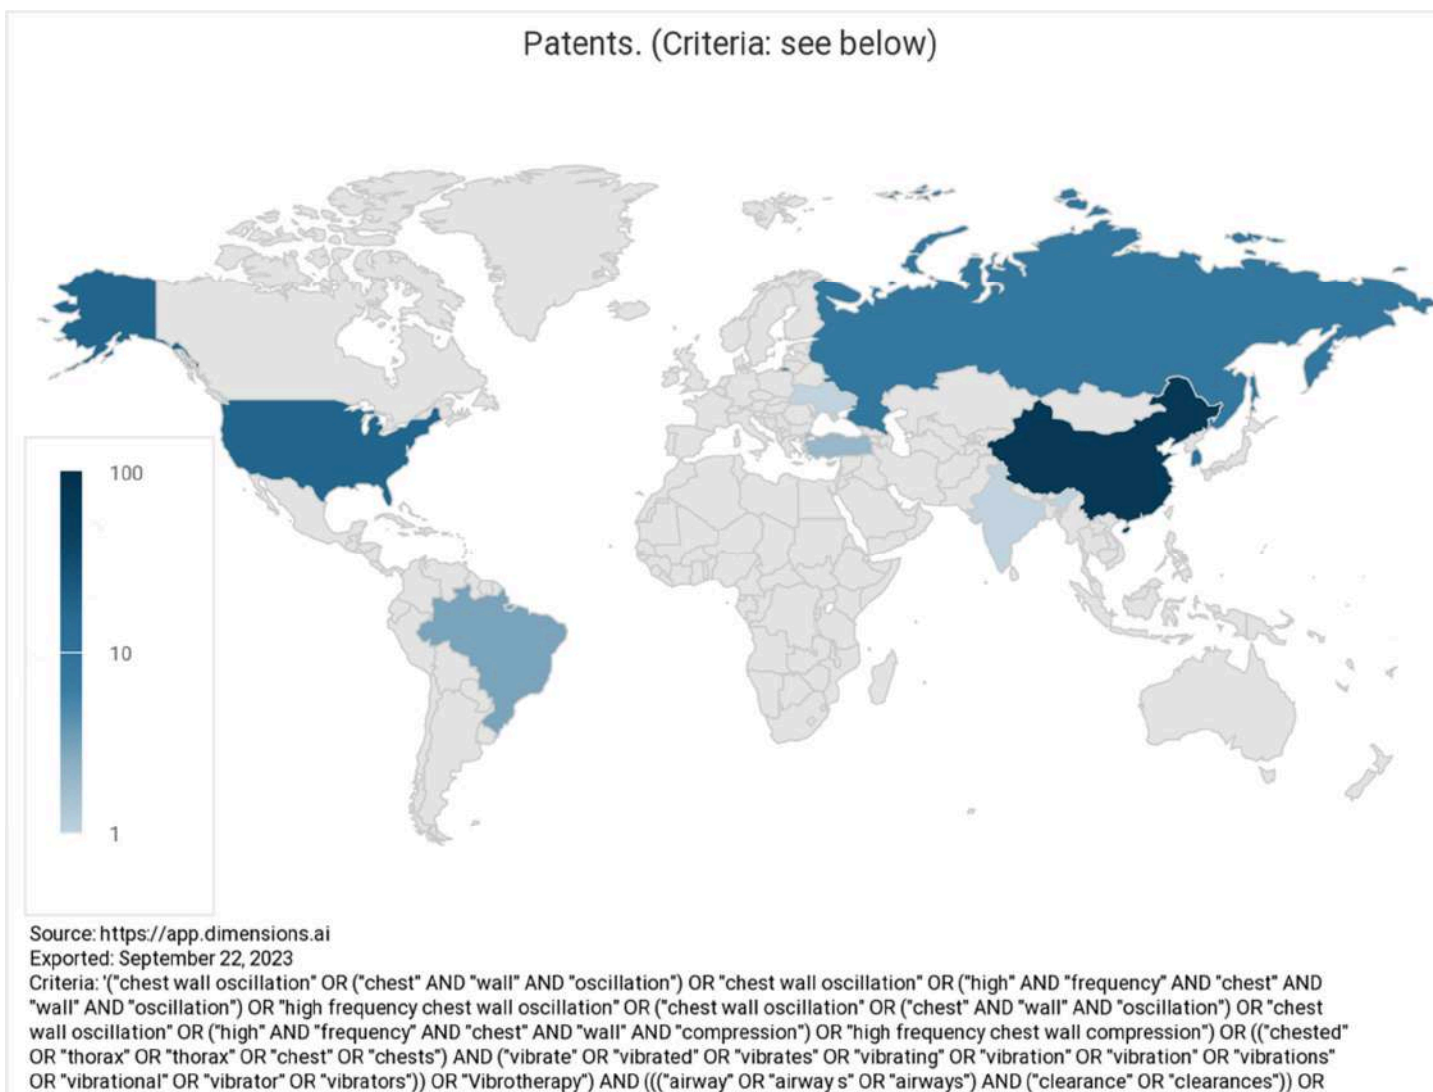 Patents. (Criteria: see below)
100
10
1
Source: https://app.dimensions.ai
Exported: September 22, 2023
Criteria: '("chest wall oscillation" OR ("chest" AND "wall" AND "oscillation") OR "chest wall oscillation" OR ("high" AND "frequency" AND "chest" AND
"wall" AND "oscillation") OR "high frequency chest wall oscillation" OR ("chest wall oscillation" OR ("chest" AND "wall" AND "oscillation") OR "chest
wall oscillation" OR ("high" AND "frequency" AND "chest" AND "wall" AND "compression") OR "high frequency chest wall compression") OR (("chested"
OR "thorax" OR "thorax" OR "chest" OR "chests") AND ("vibrate" OR "vibrated" OR "vibrates" OR "vibrating" OR "vibration" OR "vibration" OR "vibrations"
OR "vibrational" OR "vibrator" OR "vibrators")) OR "Vibrotherapy") AND ((("airway" OR "airway s" OR "airways") AND ("clearance" OR "clearances")) OR